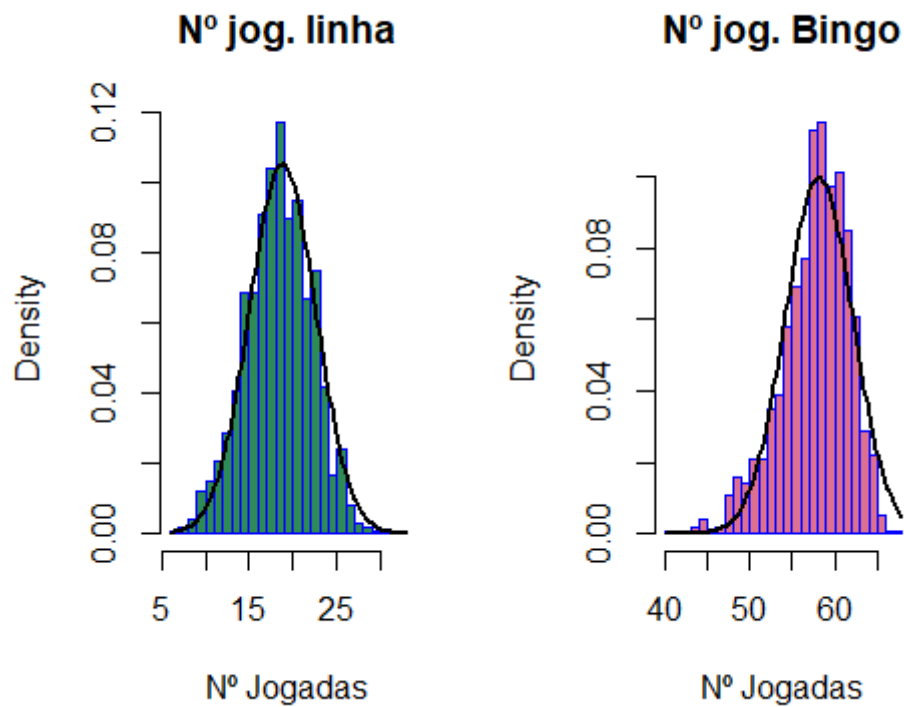 Nº jog. linha
Density
0.00 0.04 0.08 0.12
5 15 25
Nº Jogadas
Nº jog. Bingo
Density
0.00 0.04 0.08
40 50 60
Nº Jogadas